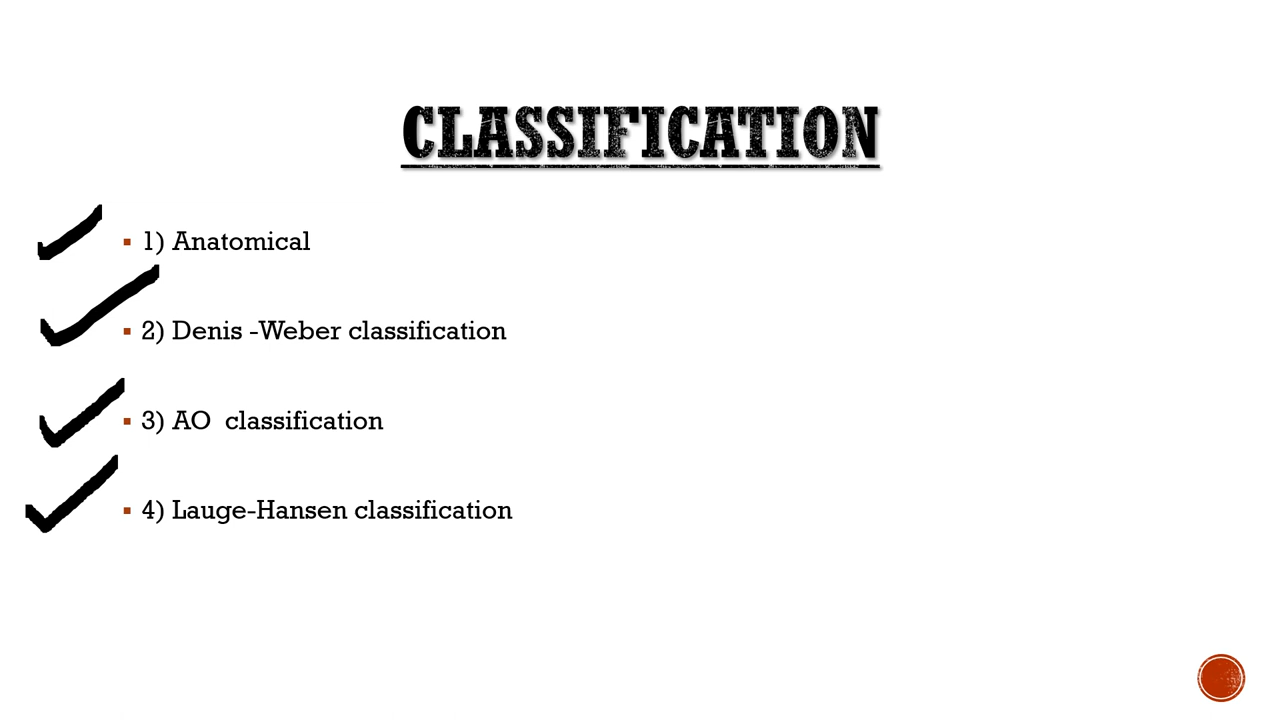 CLASSIFICATION
1) Anatomical
2) Denis -Weber classification
3) AO classification
4) Lauge-Hansen classification